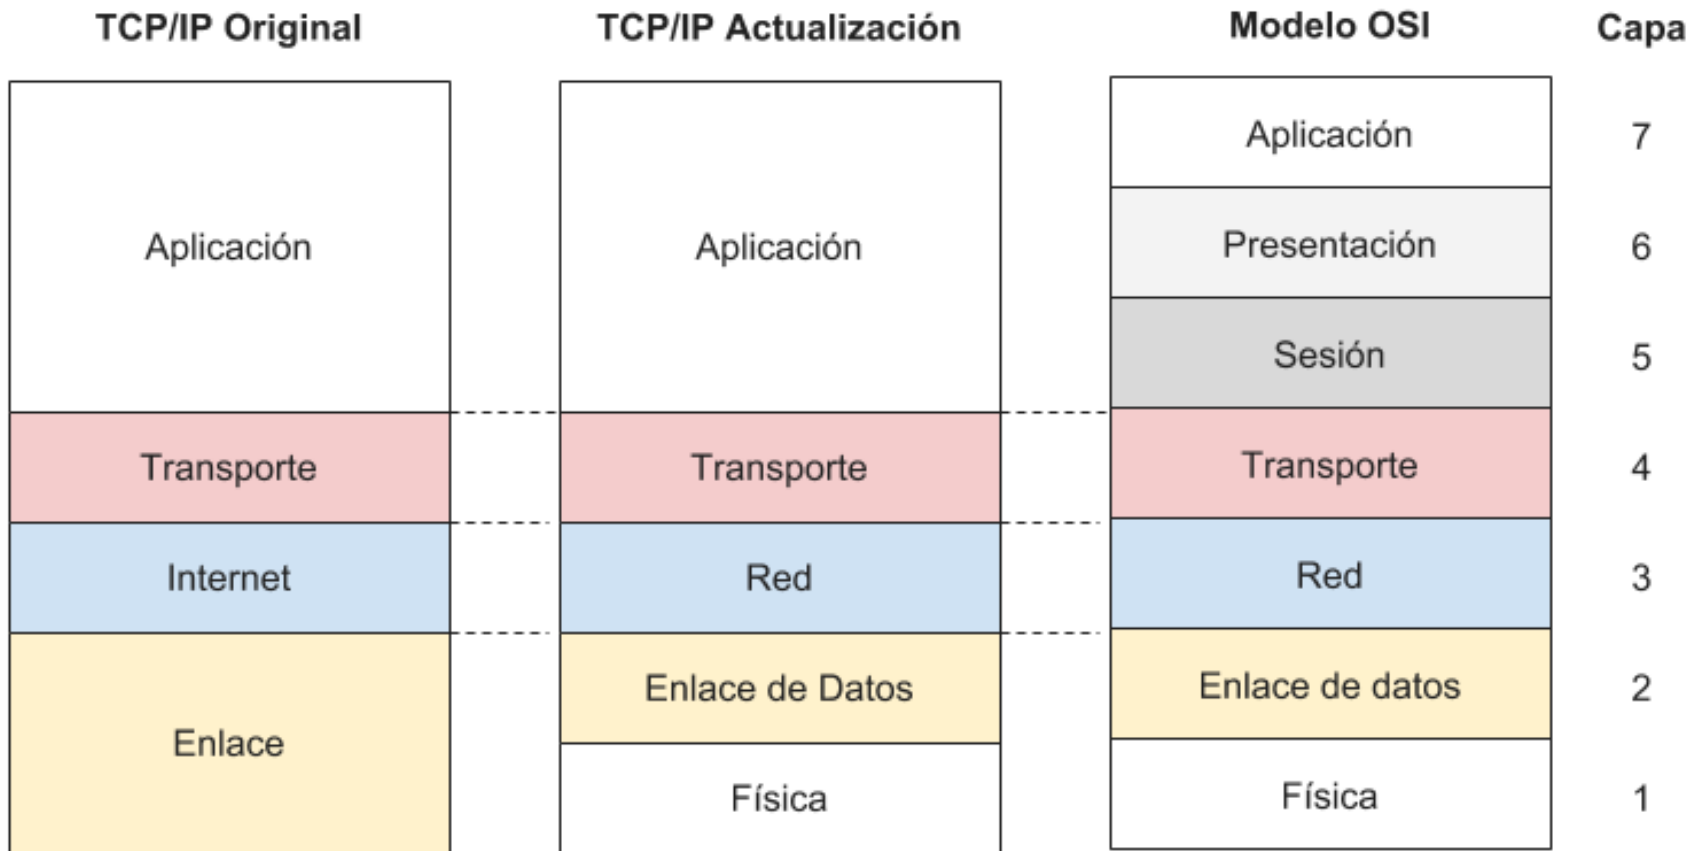 TCP/IP Original
TCP/IP Actualización
Modelo OSI
Capa
Aplicación
Transporte
Internet
Enlace
Aplicación
Transporte
Red
Enlace de Datos
Física
Aplicación
Presentación
Sesión
Transporte
Red
Enlace de datos
Física
7
6
5
4
3
2
1